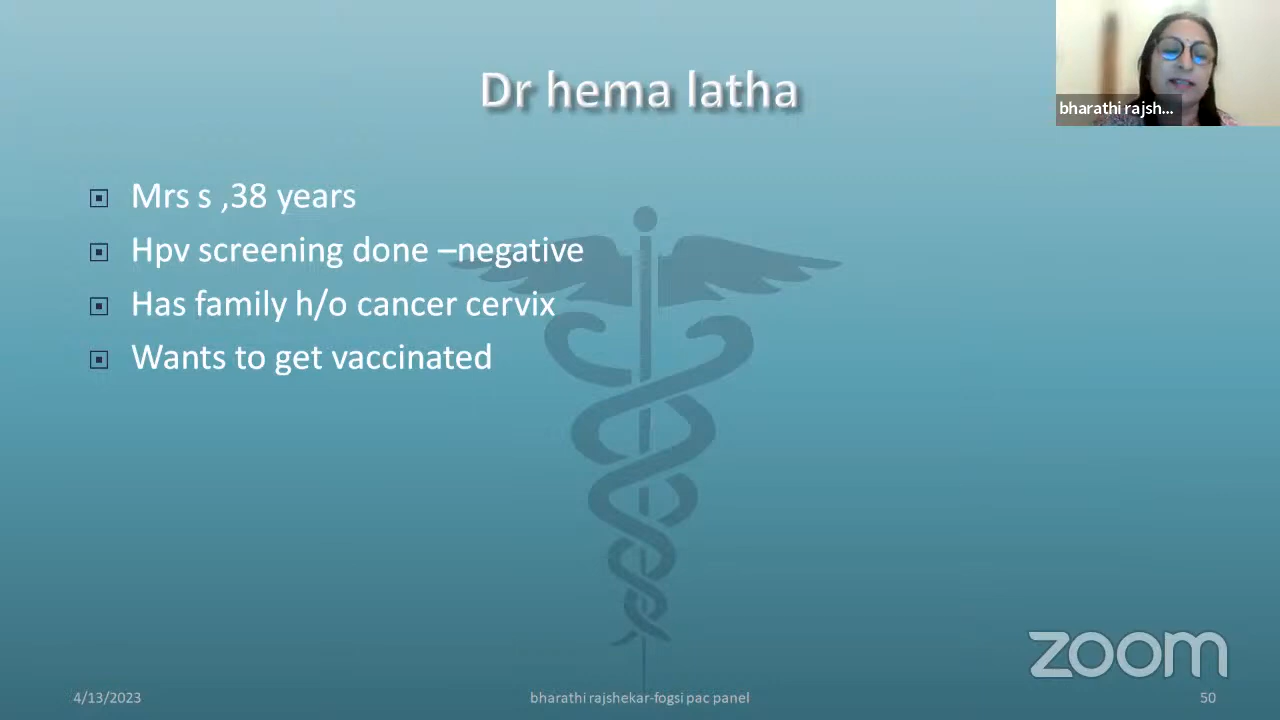 Dr hema latha
bharathi rajsh...
Mrs s ,38 years
Hpv screening done –negative
Has family h/o cancer cervix
Wants to get vaccinated
zoom
4/13/2023
bharathi rajshekar-fogsi pac panel
50